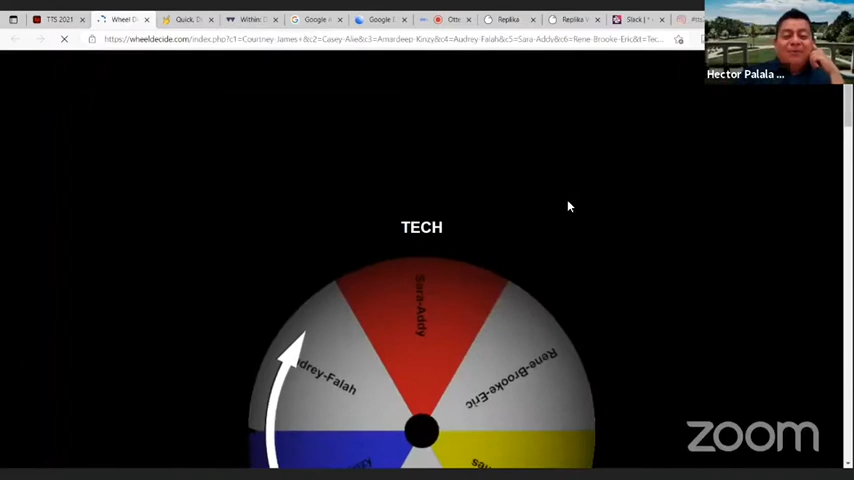 TTS 2021
Wheel D
Quick, D
Within: D
Google A
Google E
Otte
Replika
Replika
Slack | *
#tts
https://wheeldecide.com/index.php?c1=Courtney-James+&c2=Casey-Alie&c3=Amardeep-Kinzy&c4=Audrey-Falah&c5=Sara-Addy&c6=Rene-Brooke-Eric&t=Tec...
Hector Palala ...
TECH
Sara-Addy
drey-Falah
Rene-Brooke-Eric
zoom